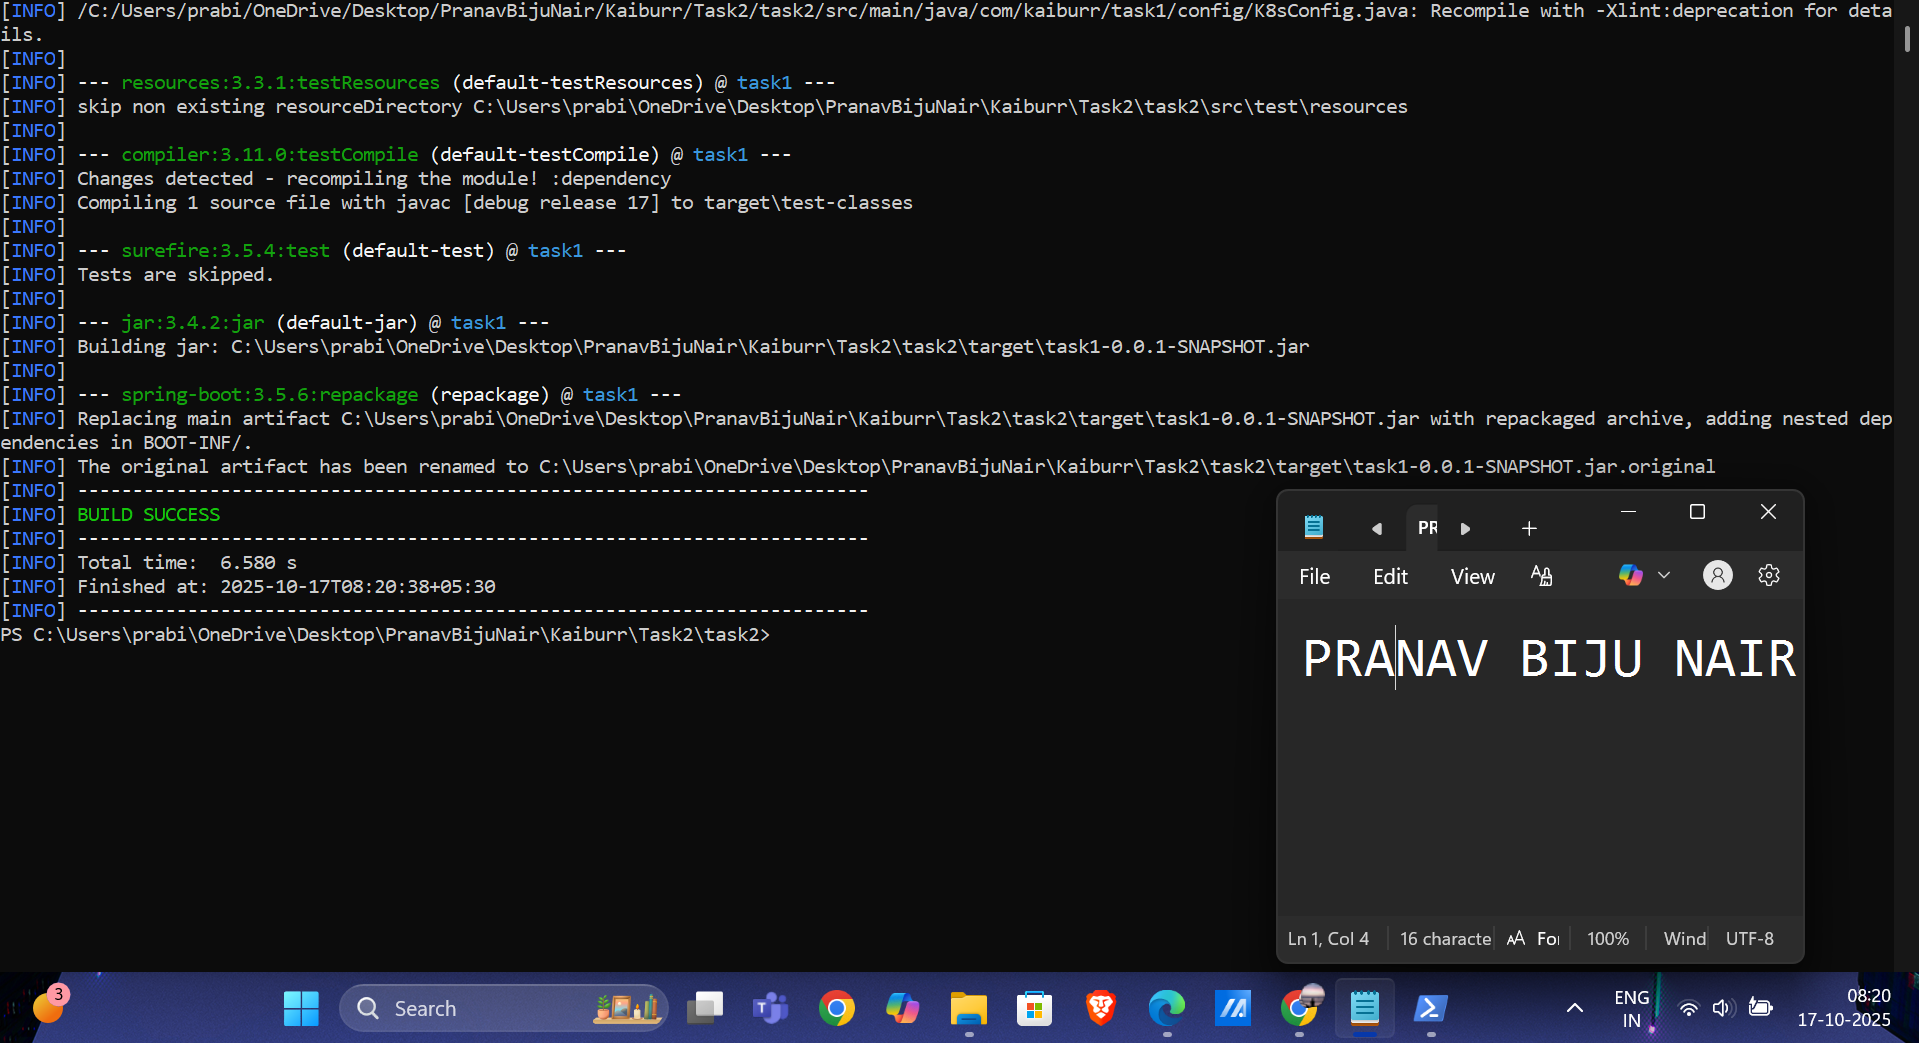 [INFO] /C:/Users/prabi/OneDrive/Desktop/PranavBijuNair/Kaiburr/Task2/task2/src/main/java/com/kaiburr/task1/config/K8sConfig.java: Recompile with -Xlint:deprecation for deta
ils.
[INFO]
[INFO] --- resources:3.3.1:testResources (default-testResources) @ task1 ---
[INFO] skip non existing resourceDirectory C:\Users\prabi\OneDrive\Desktop\PranavBijuNair\Kaiburr\Task2\task2\src\test\resources
[INFO]
[INFO] --- compiler:3.11.0:testCompile (default-testCompile) @ task1 ---
[INFO] Changes detected - recompiling the module! :dependency
[INFO] Compiling 1 source file with javac [debug release 17] to target\test-classes
[INFO]
[INFO] --- surefire:3.5.4:test (default-test) @ task1 ---
[INFO] Tests are skipped.
[INFO]
[INFO] --- jar:3.4.2:jar (default-jar) @ task1 ---
[INFO] Building jar: C:\Users\prabi\OneDrive\Desktop\PranavBijuNair\Kaiburr\Task2\task2\target\task1-0.0.1-SNAPSHOT.jar
[INFO]
[INFO] --- spring-boot:3.5.6:repackage (repackage) @ task1 ---
[INFO] Replacing main artifact C:\Users\prabi\OneDrive\Desktop\PranavBijuNair\Kaiburr\Task2\task2\target\task1-0.0.1-SNAPSHOT.jar with repackaged archive, adding nested dep
endencies in BOOT-INF/.
[INFO] The original artifact has been renamed to C:\Users\prabi\OneDrive\Desktop\PranavBijuNair\Kaiburr\Task2\task2\target\task1-0.0.1-SNAPSHOT.jar.original
[INFO] ------------------------------------------------------------------------
[INFO] BUILD SUCCESS
[INFO] ------------------------------------------------------------------------
[INFO] Total time:  6.580 s
[INFO] Finished at: 2025-10-17T08:20:38+05:30
[INFO] ------------------------------------------------------------------------
PS C:\Users\prabi\OneDrive\Desktop\PranavBijuNair\Kaiburr\Task2\task2>
PR
File Edit View
PRANAV BIJU NAIR
Ln 1, Col 4 16 characte For 100% Wind UTF-8
3
Search
ENG
IN
08:20
17-10-2025